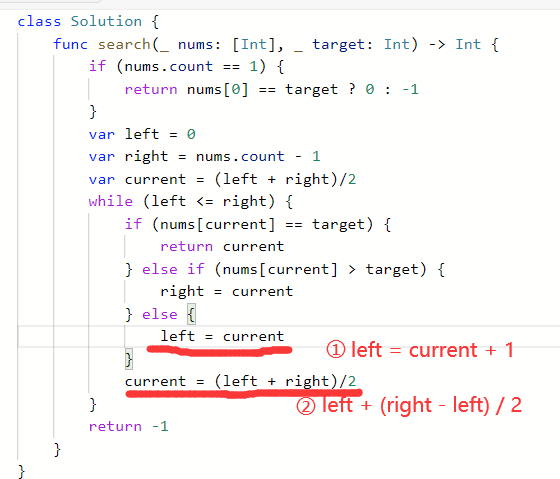 class Solution {
func search(_ nums: [Int], _ target: Int) -> Int {
if (nums.count == 1) {
return nums[0] == target ? 0 : -1
}
var left = 0
var right = nums.count - 1
var current = (left + right)/2
while (left <= right) {
if (nums[current] == target) {
return current
} else if (nums[current] > target) {
right = current
} else {
left = current
① left = current + 1
}
current = (left + right)/2
② left + (right - left) / 2
}
return -1
}
}